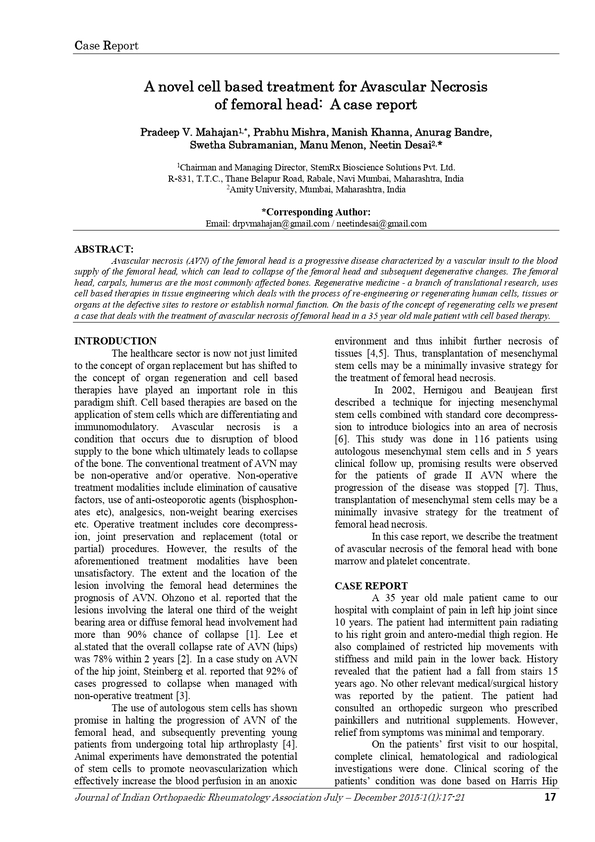 Case Report
A novel cell based treatment for Avascular Necrosis
of femoral head: A case report
Pradeep V. Mahajan1,*, Prabhu Mishra, Manish Khanna, Anurag Bandre,
Swetha Subramanian, Manu Menon, Neetin Desai2,*
1Chairman and Managing Director, StemRx Bioscience Solutions Pvt. Ltd.
R-831, T.T.C., Thane Belapur Road, Rabale, Navi Mumbai, Maharashtra, India
2Amity University, Mumbai, Maharashtra, India
*Corresponding Author:
Email: drpvmahajan@gmail.com / neetindesai@gmail.com
ABSTRACT:
Avascular necrosis (AVN) of the femoral head is a progressive disease characterized by a vascular insult to the blood
supply of the femoral head, which can lead to collapse of the femoral head and subsequent degenerative changes. The femoral
head, carpals, humerus are the most commonly affected bones. Regenerative medicine - a branch of translational research, uses
cell based therapies in tissue engineering which deals with the process of re-engineering or regenerating human cells, tissues or
organs at the defective sites to restore or establish normal function. On the basis of the concept of regenerating cells we present
a case that deals with the treatment of avascular necrosis of femoral head in a 35 year old male patient with cell based therapy.
INTRODUCTION
The healthcare sector is now not just limited
to the concept of organ replacement but has shifted to
the concept of organ regeneration and cell based
therapies have played an important role in this
paradigm shift. Cell based therapies are based on the
application of stem cells which are differentiating and
immunomodulatory. Avascular necrosis is a
condition that occurs due to disruption of blood
supply to the bone which ultimately leads to collapse
of the bone. The conventional treatment of AVN may
be non-operative and/or operative. Non-operative
treatment modalities include elimination of causative
factors, use of anti-osteoporotic agents (bisphosphon-
ates etc), analgesics, non-weight bearing exercises
etc. Operative treatment includes core decompress-
ion, joint preservation and replacement (total or
partial) procedures. However, the results of the
aforementioned treatment modalities have been
unsatisfactory. The extent and the location of the
lesion involving the femoral head determines the
prognosis of AVN. Ohzono et al. reported that the
lesions involving the lateral one third of the weight
bearing area or diffuse femoral head involvement had
more than 90% chance of collapse [1]. Lee et
al.stated that the overall collapse rate of AVN (hips)
was 78% within 2 years [2]. In a case study on AVN
of the hip joint, Steinberg et al. reported that 92% of
cases progressed to collapse when managed with
non-operative treatment [3].
The use of autologous stem cells has shown
promise in halting the progression of AVN of the
femoral head, and subsequently preventing young
patients from undergoing total hip arthroplasty [4].
Animal experiments have demonstrated the potential
of stem cells to promote neovascularization which
effectively increase the blood perfusion in an anoxic
environment and thus inhibit further necrosis of
tissues [4,5]. Thus, transplantation of mesenchymal
stem cells may be a minimally invasive strategy for
the treatment of femoral head necrosis.
In 2002, Hernigou and Beaujean first
described a technique for injecting mesenchymal
stem cells combined with standard core decompress-
sion to introduce biologics into an area of necrosis
[6]. This study was done in 116 patients using
autologous mesenchymal stem cells and in 5 years
clinical follow up, promising results were observed
for the patients of grade II AVN where the
progression of the disease was stopped [7]. Thus,
transplantation of mesenchymal stem cells may be a
minimally invasive strategy for the treatment of
femoral head necrosis.
In this case report, we describe the treatment
of avascular necrosis of the femoral head with bone
marrow and platelet concentrate.
CASE REPORT
A 35 year old male patient came to our
hospital with complaint of pain in left hip joint since
10 years. The patient had intermittent pain radiating
to his right groin and antero-medial thigh region. He
also complained of restricted hip movements with
stiffness and mild pain in the lower back. History
revealed that the patient had a fall from stairs 15
years ago. No other relevant medical/surgical history
was reported by the patient. The patient had
consulted an orthopedic surgeon who prescribed
painkillers and nutritional supplements. However,
relief from symptoms was minimal and temporary.
On the patients' first visit to our hospital,
complete clinical, hematological and radiological
investigations were done. Clinical scoring of the
patients' condition was done based on Harris Hip
Journal of Indian Orthopaedic Rheumatology Association July – December 2015:1(1);17-21
17